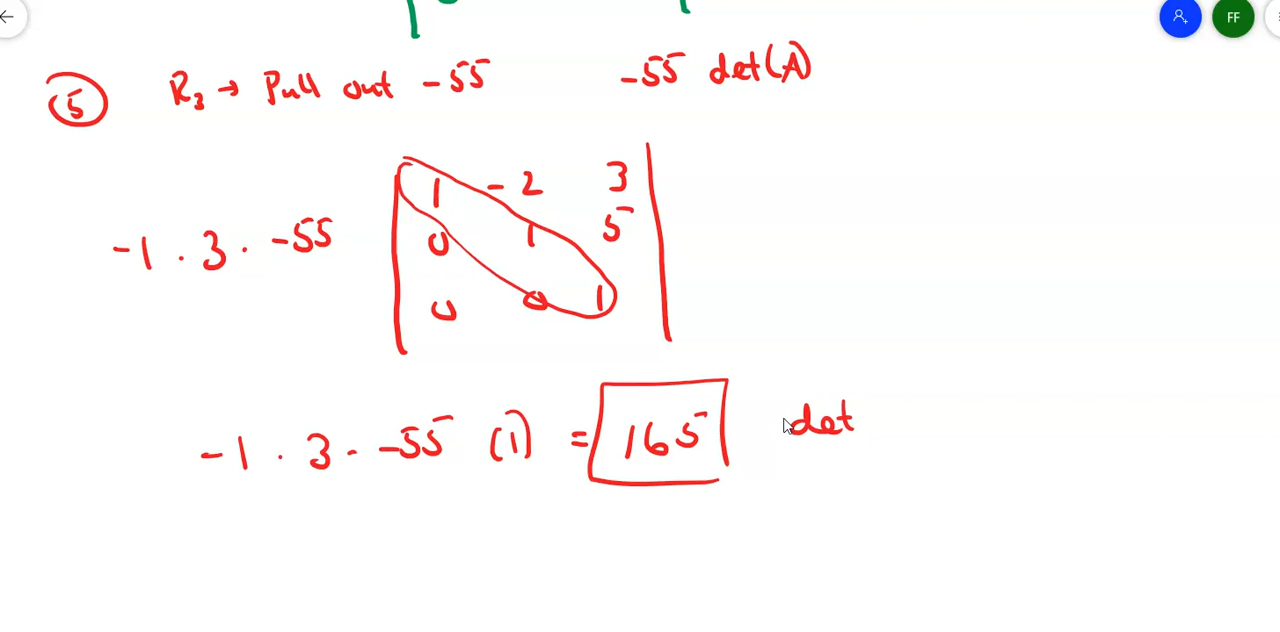 FF
5 R3 → Pull out -55 -55 det(A)
1 -2 3
-1 · 3 · -55 0 1 5
0 0 1
-1 · 3 · -55 (1) = 165 det